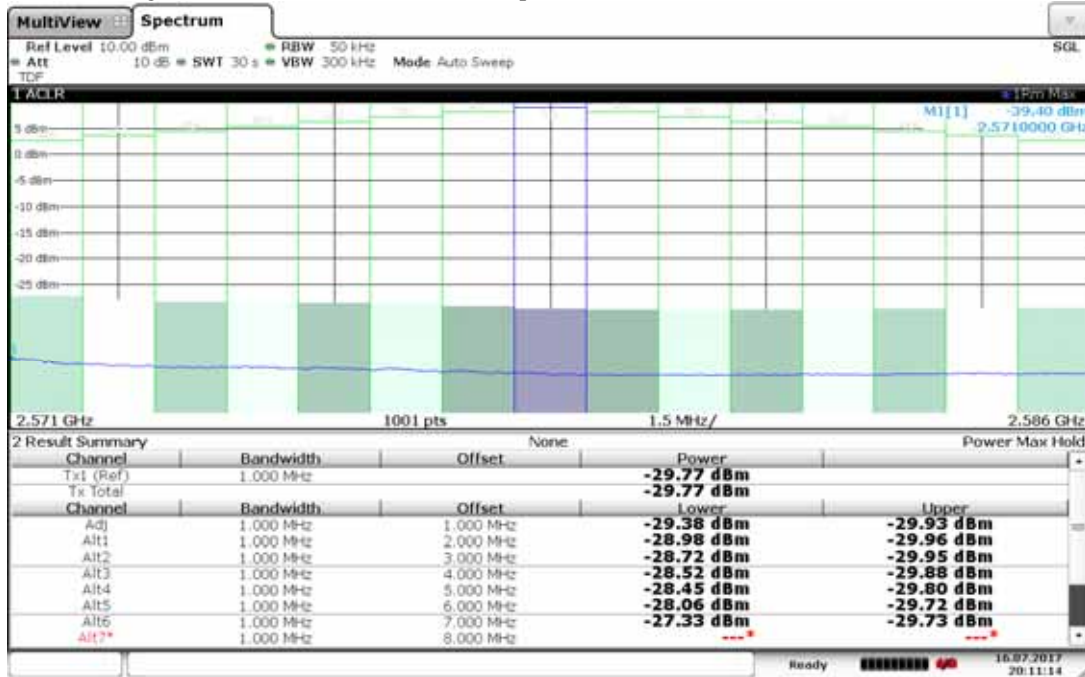 MultiView Spectrum
Ref Level 10.00 dBm RBW 50 kHz SGL
Att 10 dB SWT 30 s VBW 300 kHz Mode Auto Sweep
TDF
1 ACLR 1Rm Max
M1[1] -39.40 dBm
2.5710000 GHz
5 dBm
0 dBm
-5 dBm
-10 dBm
-15 dBm
-20 dBm
-25 dBm
2.571 GHz 1001 pts 1.5 MHz/ 2.586 GHz
2 Result Summary None Power Max Hold
Channel Bandwidth Offset Power
Tx1 (Ref) 1.000 MHz -29.77 dBm
Tx Total -29.77 dBm
Channel Bandwidth Offset Lower Upper
Adj 1.000 MHz 1.000 MHz -29.38 dBm -29.93 dBm
Alt1 1.000 MHz 2.000 MHz -28.98 dBm -29.96 dBm
Alt2 1.000 MHz 3.000 MHz -28.72 dBm -29.95 dBm
Alt3 1.000 MHz 4.000 MHz -28.52 dBm -29.88 dBm
Alt4 1.000 MHz 5.000 MHz -28.45 dBm -29.80 dBm
Alt5 1.000 MHz 6.000 MHz -28.06 dBm -29.72 dBm
Alt6 1.000 MHz 7.000 MHz -27.33 dBm -29.73 dBm
Alt7* 1.000 MHz 8.000 MHz ---* ---*
Ready 16.07.2017
20:11:14